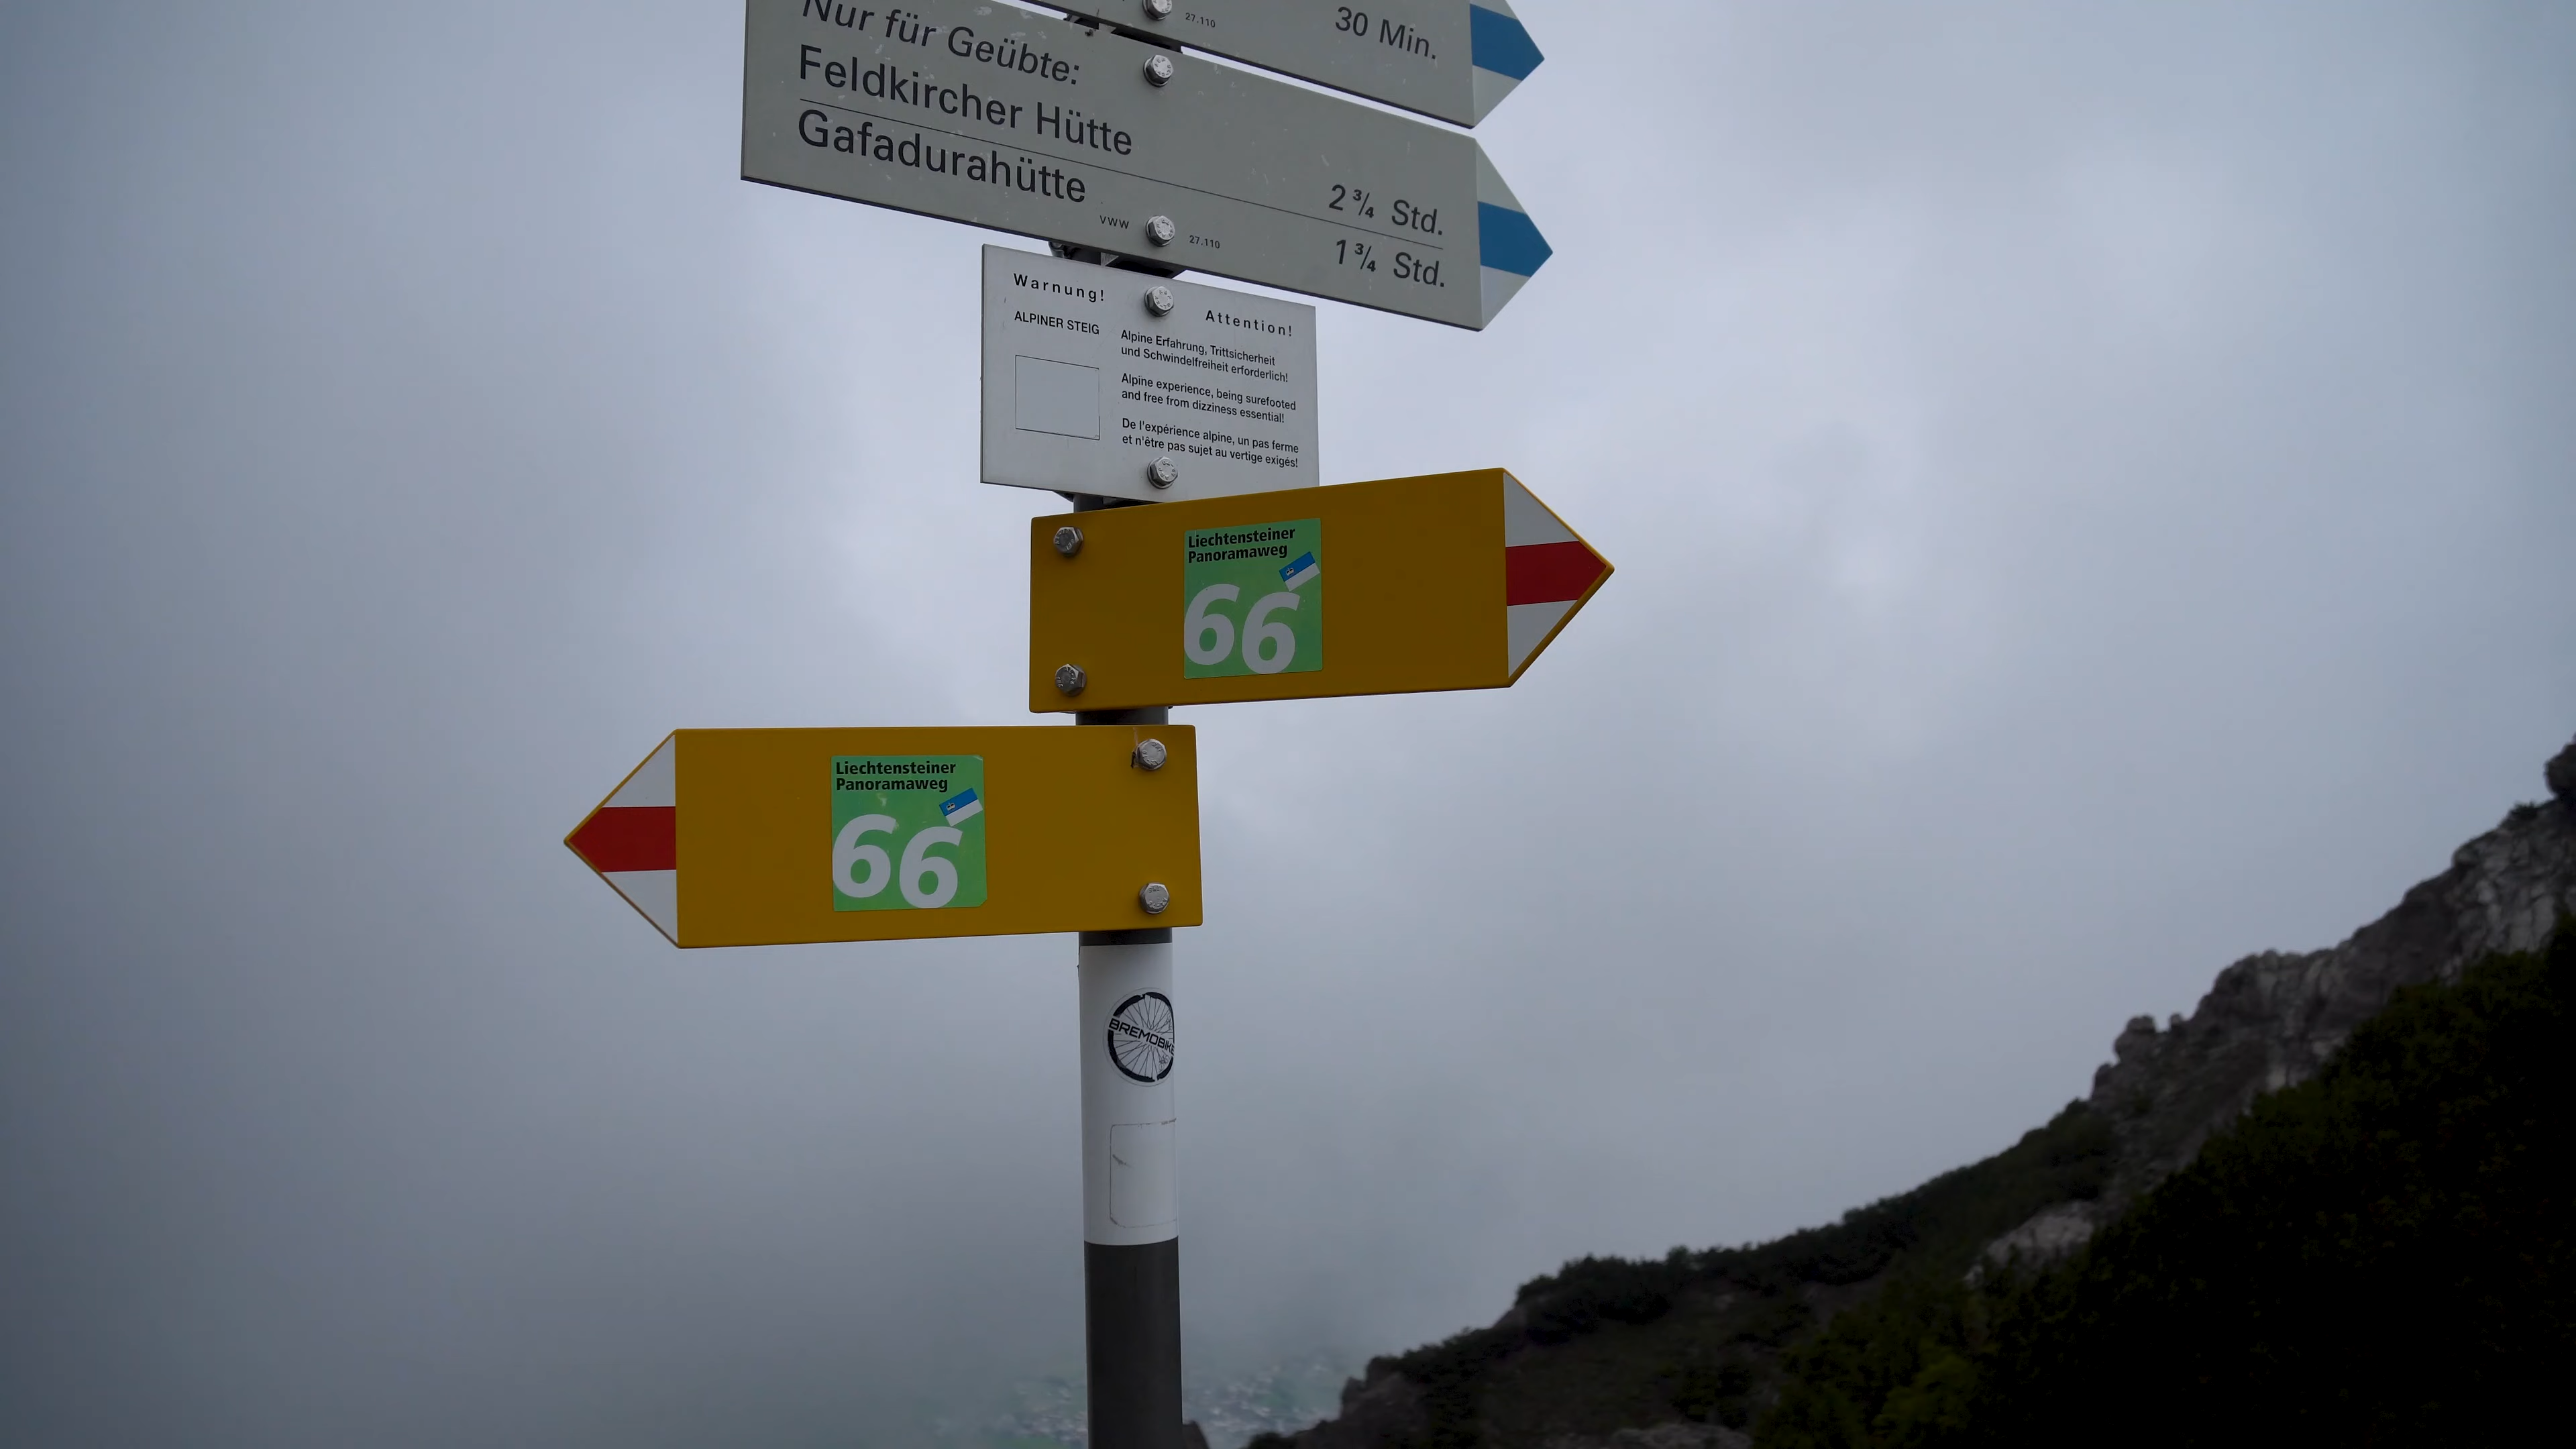 27.110
30 Min.
Nur für Geübte:
Feldkircher Hütte
2 ¾ Std.
Gafadurahütte
1 ¾ Std.
vww
27.110
Warnung!
Attention!
ALPINER STEIG
Alpine Erfahrung, Trittsicherheit
und Schwindelfreiheit erforderlich!
Alpine experience, being surefooted
and free from dizziness essential!
De l'expérience alpine, un pas ferme
et n'être pas sujet au vertige exigés!
Liechtensteiner
Panoramaweg
66
Liechtensteiner
Panoramaweg
66
BREMOBIKE